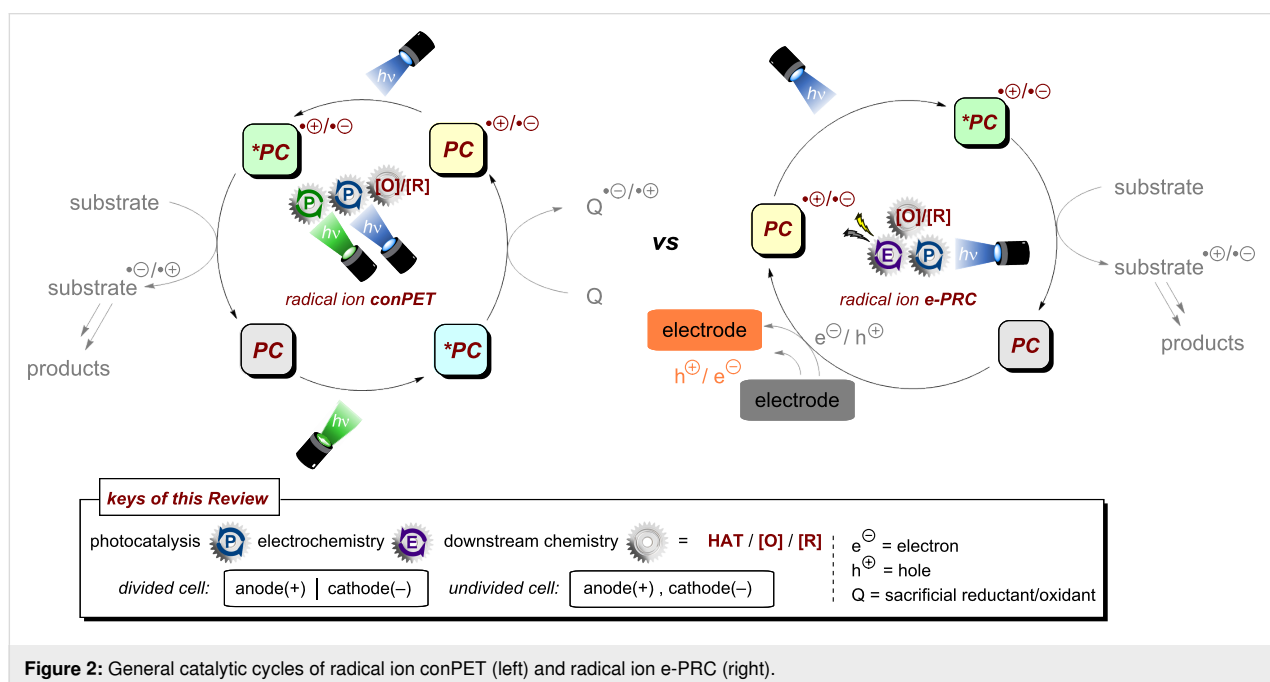 hν
*PC •⊕/•⊖
PC •⊕/•⊖
P P [O]/[R]
hν hν
substrate
substrate •⊖/•⊕
products
radical ion conPET
Q •⊖/•⊕
Q
PC
*PC
hν
vs
hν
*PC •⊕/•⊖
PC •⊕/•⊖
[O]/[R]
E P hν
radical ion e-PRC
substrate
substrate •⊕/•⊖
products
PC
electrode
e⊖/ h⊕
h⊕/ e⊖
electrode
keys of this Review
photocatalysis P electrochemistry E downstream chemistry = HAT / [O] / [R]
divided cell: anode(+) | cathode(–) undivided cell: anode(+) , cathode(–)
e⊖ = electron
h⊕ = hole
Q = sacrificial reductant/oxidant
Figure 2: General catalytic cycles of radical ion conPET (left) and radical ion e-PRC (right).